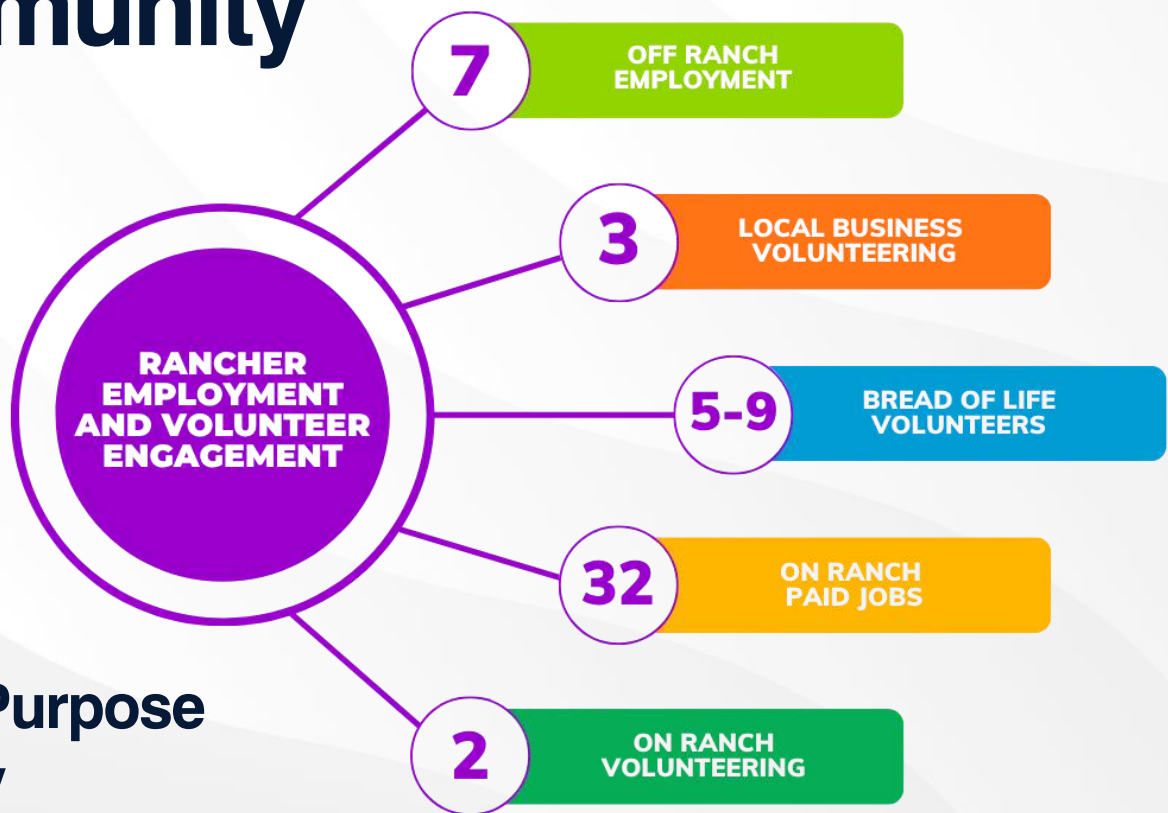 munity
7
OFF RANCH
EMPLOYMENT
3
LOCAL BUSINESS
VOLUNTEERING
RANCHER
EMPLOYMENT
AND VOLUNTEER
ENGAGEMENT
5-9
BREAD OF LIFE
VOLUNTEERS
32
ON RANCH
PAID JOBS
Purpose
2
ON RANCH
VOLUNTEERING